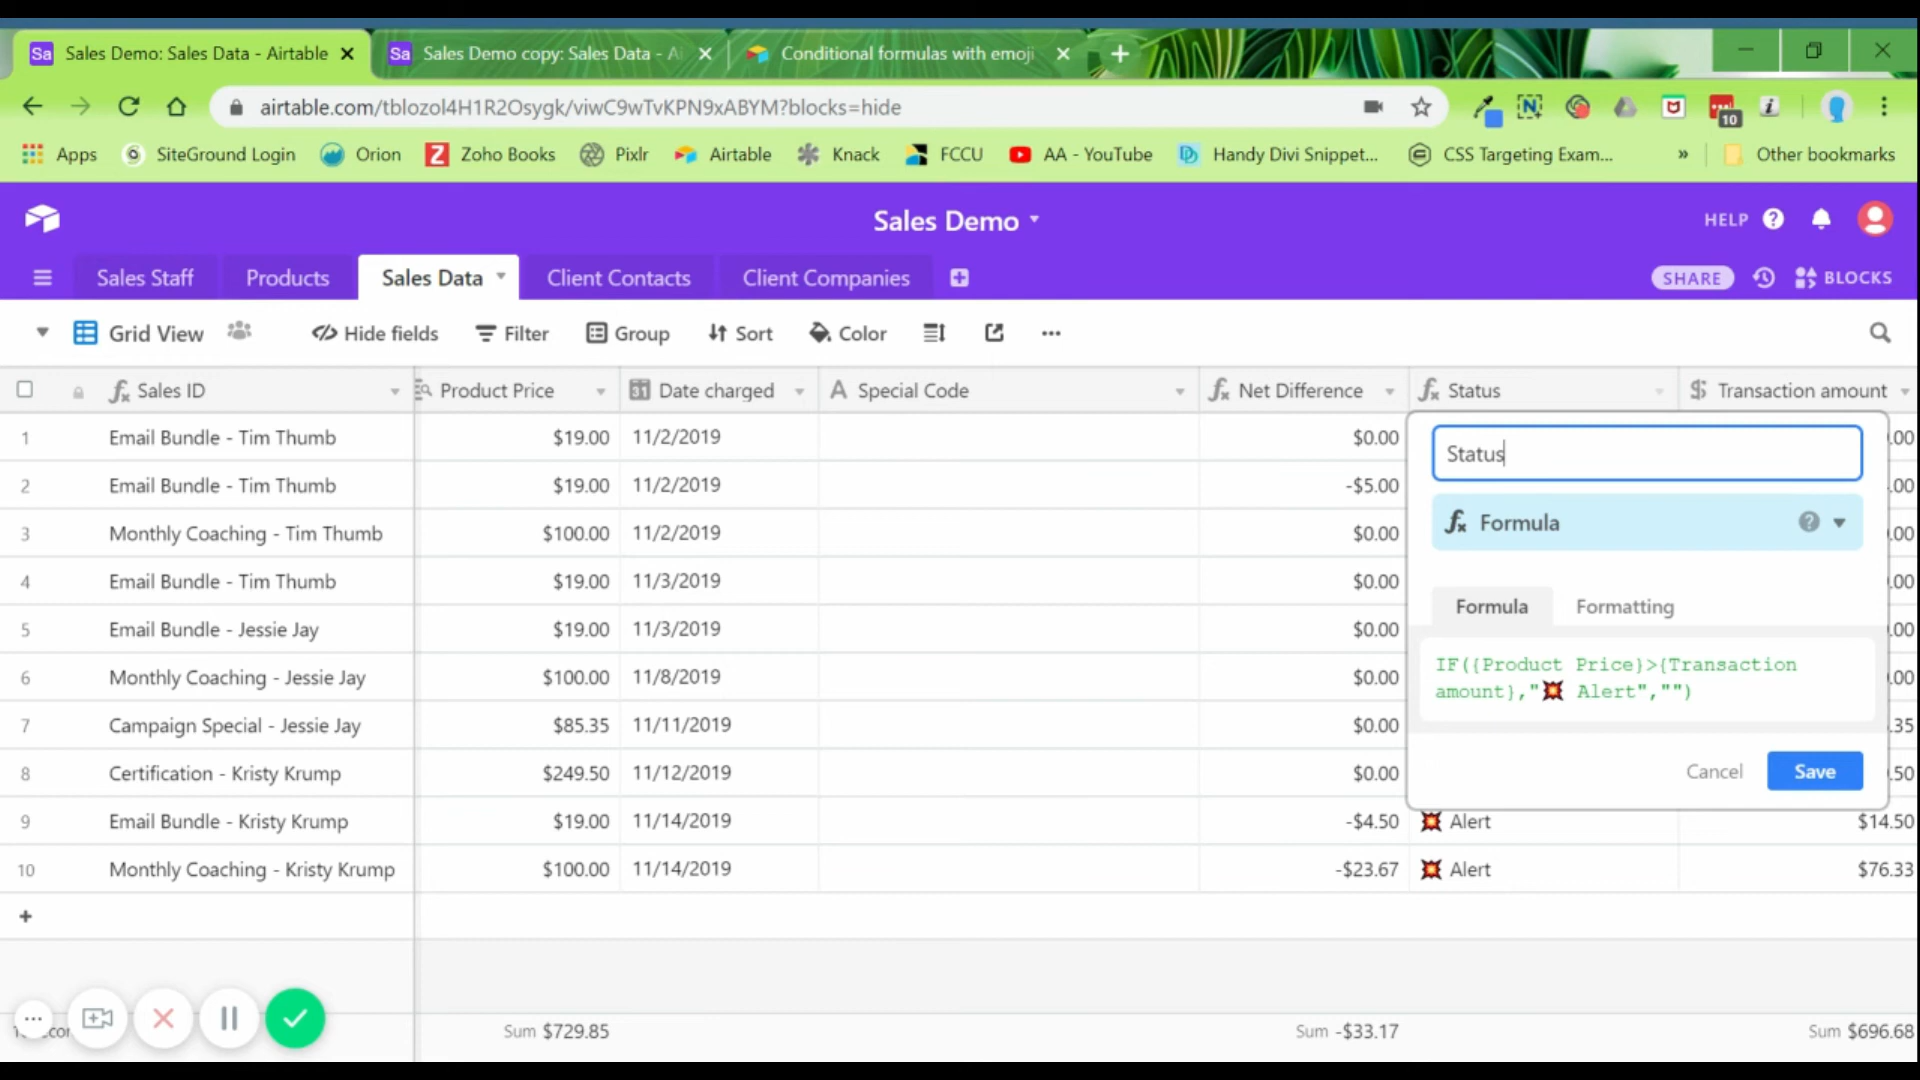 Sales Demo: Sales Data - Airtable
Sales Demo copy: Sales Data - Ai
Conditional formulas with emoji
airtable.com/tblozol4H1R2Osygk/viwC9wTvKPN9xABYM?blocks=hide
10
Apps
SiteGround Login
Orion
Zoho Books
Pixlr
Airtable
Knack
FCCU
AA - YouTube
Handy Divi Snippet...
CSS Targeting Exam...
»
Other bookmarks
Sales Demo
HELP
Sales Staff
Products
Sales Data
Client Contacts
Client Companies
SHARE
BLOCKS
Grid View
Hide fields
Filter
Group
Sort
Color
Sales ID Product Price Date charged Special Code Net Difference Status Transaction amount
1 Email Bundle - Tim Thumb $19.00 11/2/2019 $0.00 .00
2 Email Bundle - Tim Thumb $19.00 11/2/2019 -$5.00 .00
3 Monthly Coaching - Tim Thumb $100.00 11/2/2019 $0.00 .00
4 Email Bundle - Tim Thumb $19.00 11/3/2019 $0.00 .00
5 Email Bundle - Jessie Jay $19.00 11/3/2019 $0.00 .00
6 Monthly Coaching - Jessie Jay $100.00 11/8/2019 $0.00 .00
7 Campaign Special - Jessie Jay $85.35 11/11/2019 $0.00 .35
8 Certification - Kristy Krump $249.50 11/12/2019 $0.00 .50
9 Email Bundle - Kristy Krump $19.00 11/14/2019 -$4.50 💥 Alert $14.50
10 Monthly Coaching - Kristy Krump $100.00 11/14/2019 -$23.67 💥 Alert $76.33
Status
Formula
Formula Formatting
IF({Product Price}>{Transaction
amount},"💥 Alert","")
Cancel Save
+
Sum $729.85 Sum -$33.17 Sum $696.68